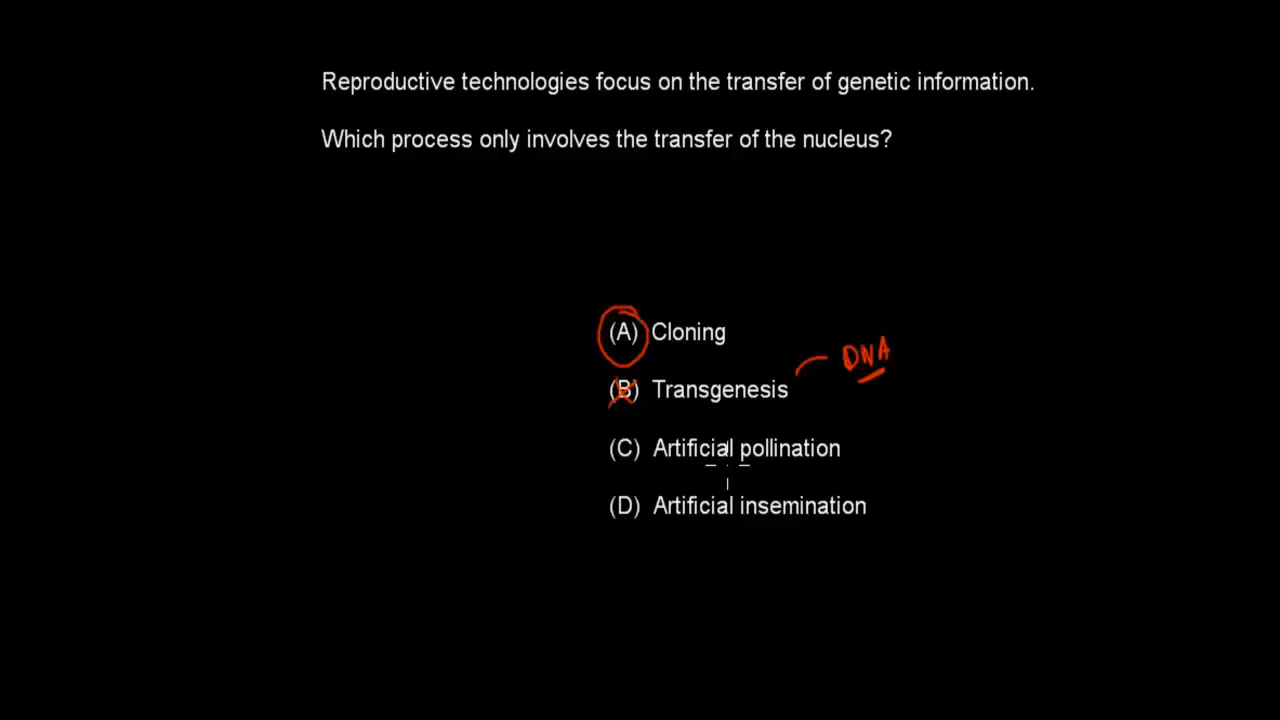 Reproductive technologies focus on the transfer of genetic information.
Which process only involves the transfer of the nucleus?
(A) Cloning
DNA
(B) Transgenesis
(C) Artificial pollination
(D) Artificial insemination